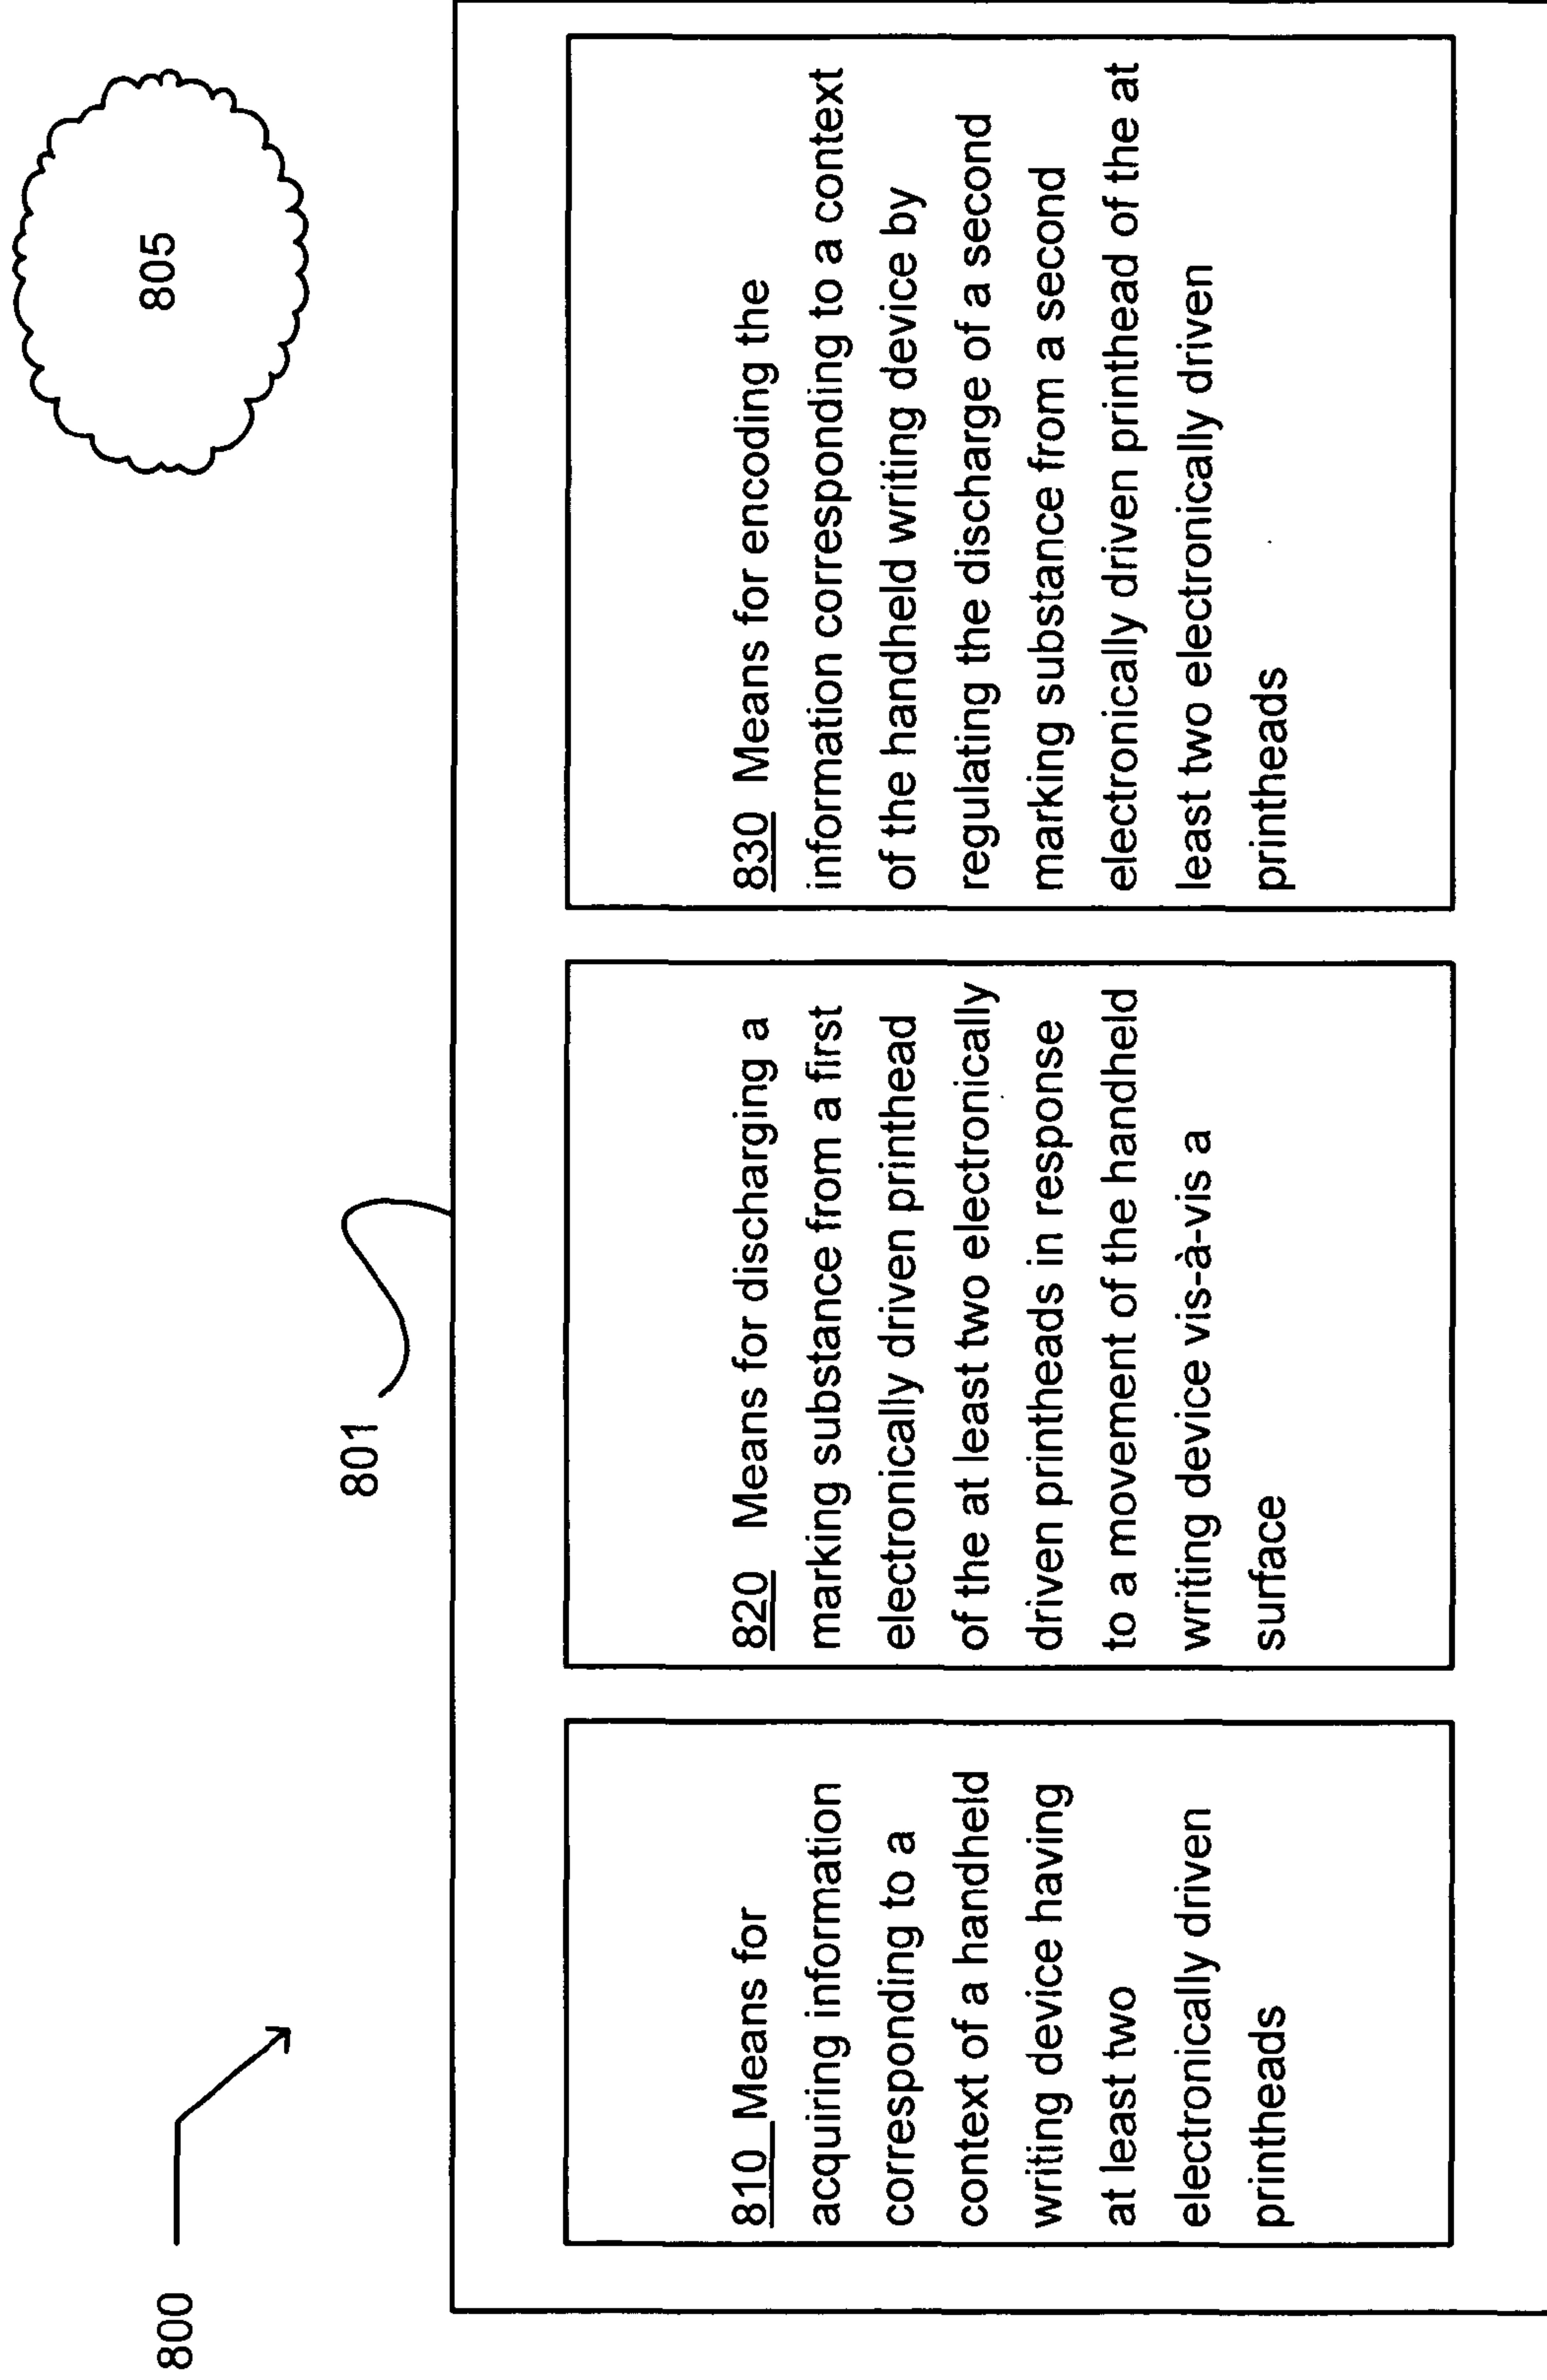 800
805
801
810 Means for
acquiring information
corresponding to a
context of a handheld
writing device having
at least two
electronically driven
printheads
820 Means for discharging a
marking substance from a first
electronically driven printhead
of the at least two electronically
driven printheads in response
to a movement of the handheld
writing device vis-à-vis a
surface
830 Means for encoding the
information corresponding to a context
of the handheld writing device by
regulating the discharge of a second
marking substance from a second
electronically driven printhead of the at
least two electronically driven
printheads